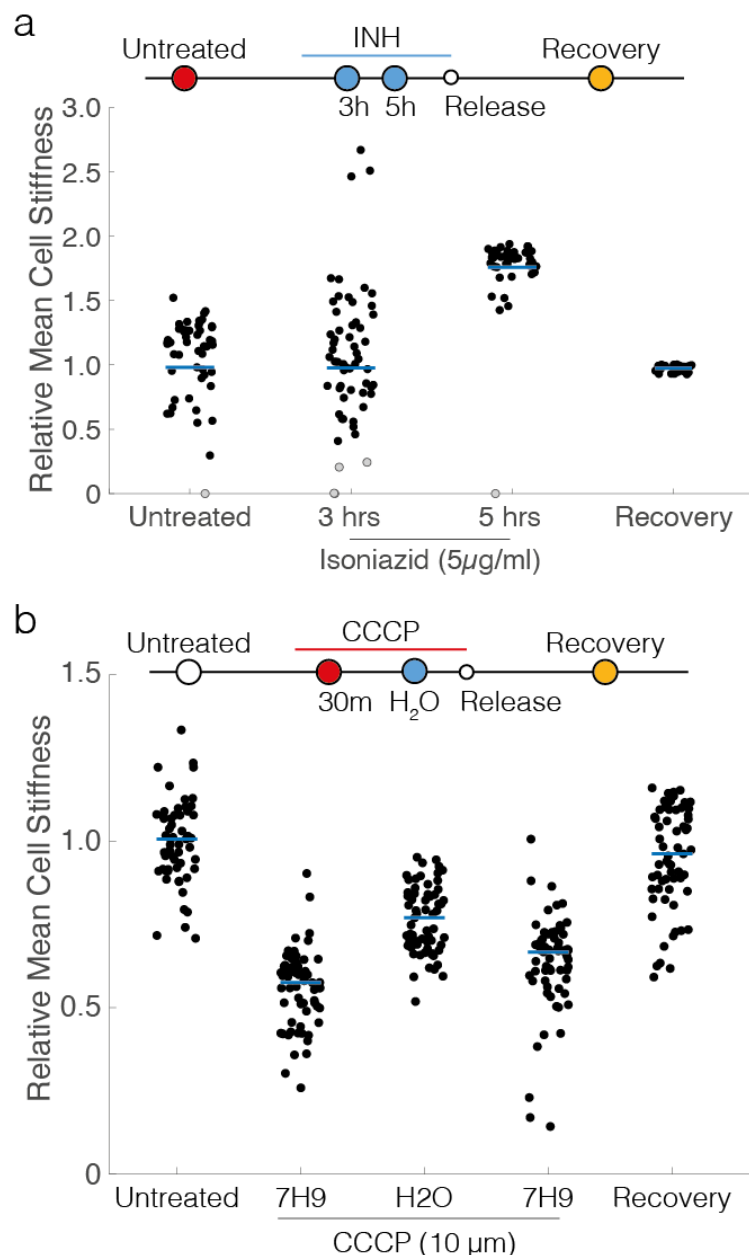 a
INH
Untreated
Recovery
3h
5h
Release
Relative Mean Cell Stiffness
3.0
2.5
2.0
1.5
1.0
0.5
0
Untreated
3 hrs
5 hrs
Recovery
Isoniazid (5µg/ml)
b
CCCP
Untreated
Recovery
30m
H₂O
Release
Relative Mean Cell Stiffness
1.5
1.0
0.5
0
Untreated
7H9
H2O
7H9
Recovery
CCCP (10 µm)